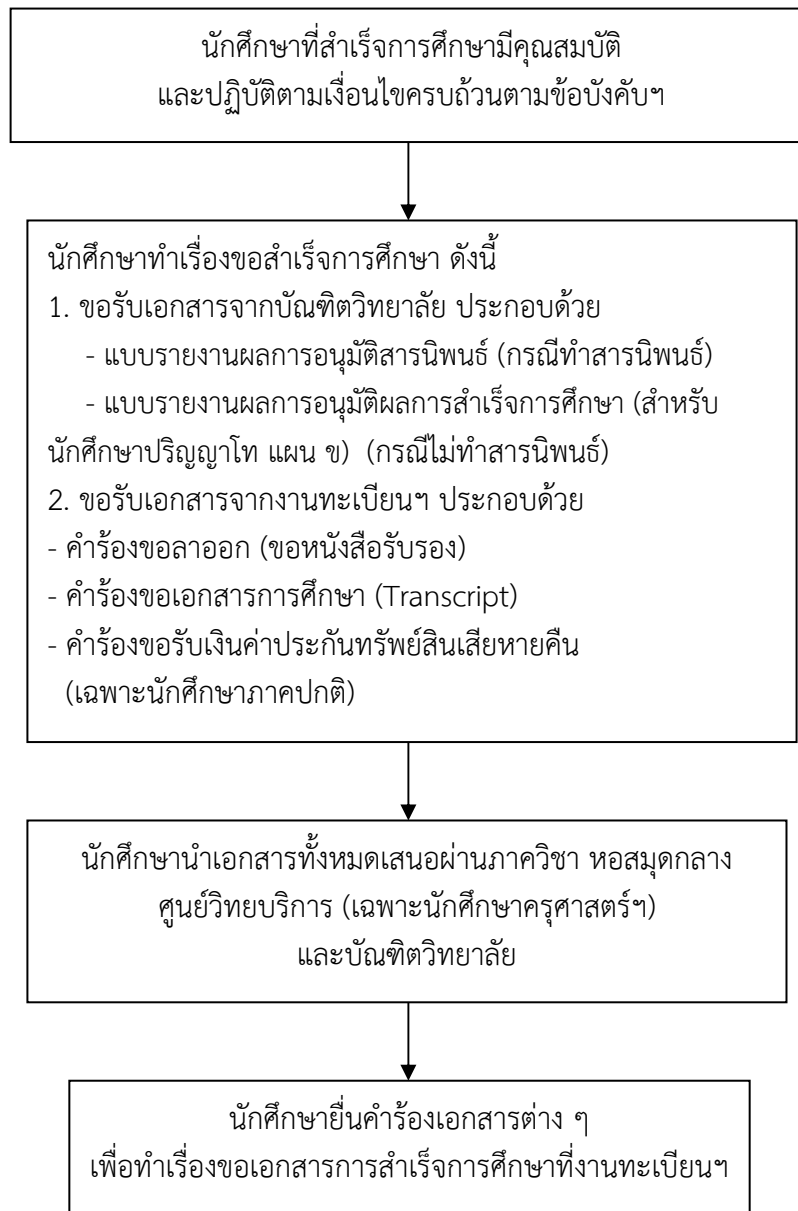 นักศึกษาที่สำเร็จการศึกษามีคุณสมบัติ
และปฏิบัติตามเงื่อนไขครบถ้วนตามข้อบังคับฯ
นักศึกษาทำเรื่องขอสำเร็จการศึกษา ดังนี้
1. ขอรับเอกสารจากบัณฑิตวิทยาลัย ประกอบด้วย
- แบบรายงานผลการอนุมัติสารนิพนธ์ (กรณีทำสารนิพนธ์)
- แบบรายงานผลการอนุมัติผลการสำเร็จการศึกษา (สำหรับ
นักศึกษาปริญญาโท แผน ข) (กรณีไม่ทำสารนิพนธ์)
2. ขอรับเอกสารจากงานทะเบียนฯ ประกอบด้วย
- คำร้องขอลาออก (ขอหนังสือรับรอง)
- คำร้องขอเอกสารการศึกษา (Transcript)
- คำร้องขอรับเงินค่าประกันทรัพย์สินเสียหายคืน
(เฉพาะนักศึกษาภาคปกติ)
นักศึกษานำเอกสารทั้งหมดเสนอผ่านภาควิชา หอสมุดกลาง
ศูนย์วิทยบริการ (เฉพาะนักศึกษาครุศาสตร์ฯ)
และบัณฑิตวิทยาลัย
นักศึกษายื่นคำร้องเอกสารต่าง ๆ
เพื่อทำเรื่องขอเอกสารการสำเร็จการศึกษาที่งานทะเบียนฯ